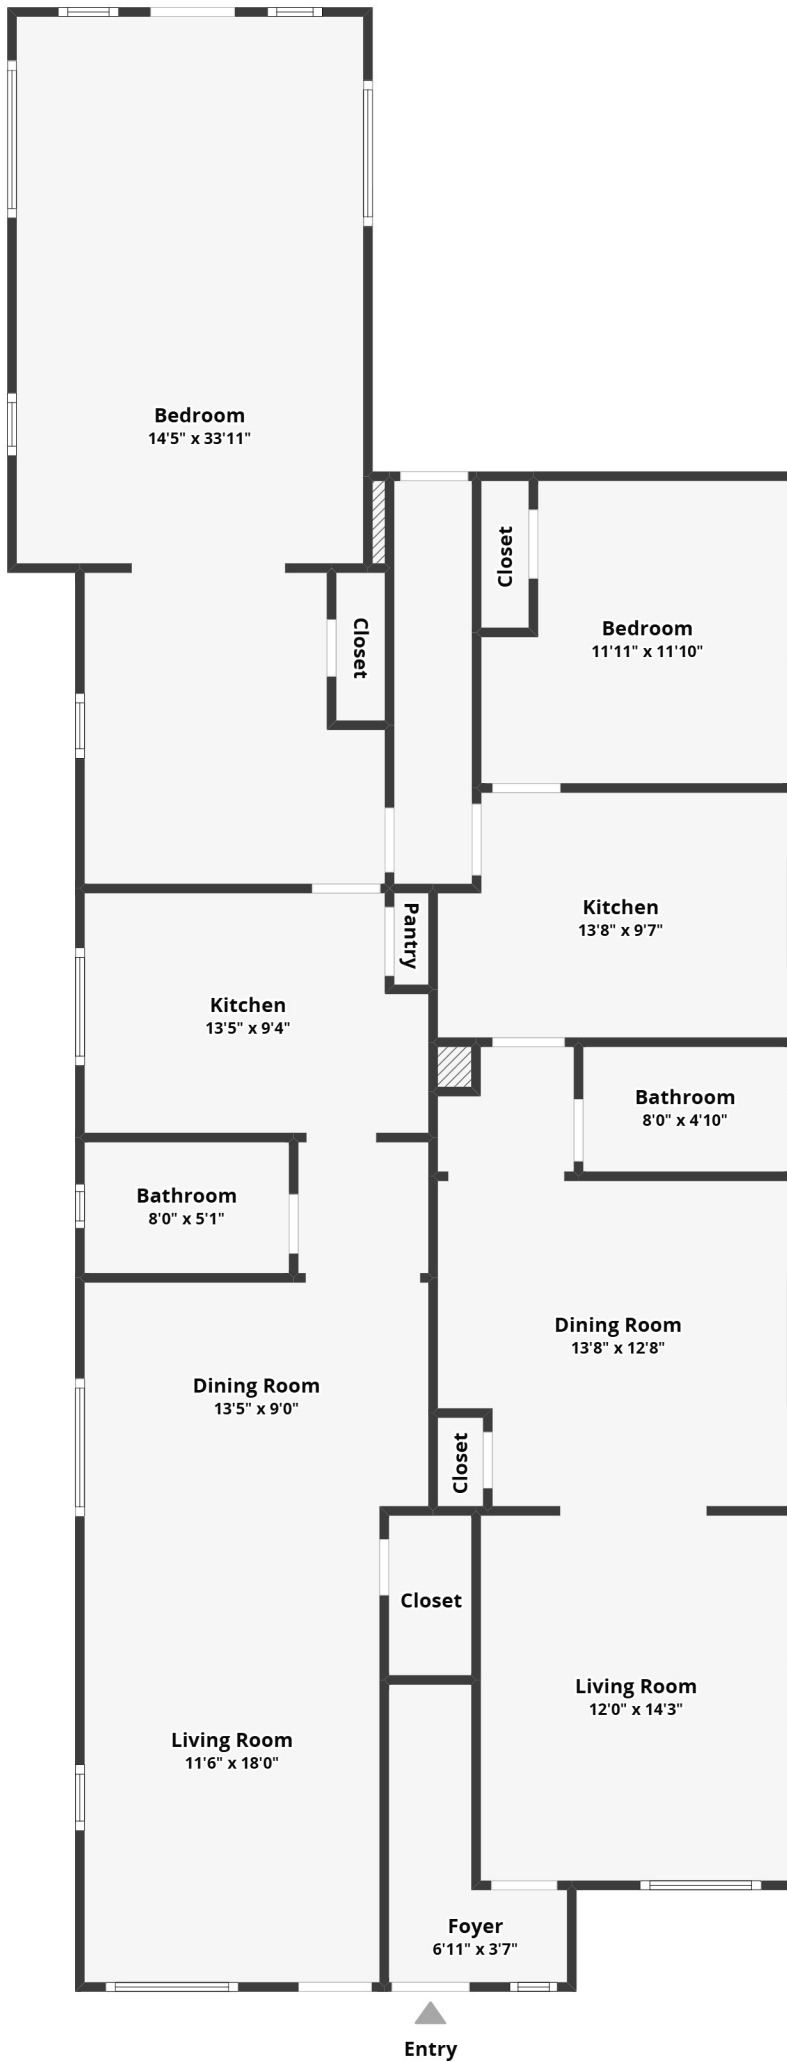 Bedroom
14'5" x 33'11"
Closet
Bedroom
11'11" x 11'10"
Closet
Kitchen
13'8" x 9'7"
Pantry
Kitchen
13'5" x 9'4"
Bathroom
8'0" x 4'10"
Bathroom
8'0" x 5'1"
Dining Room
13'8" x 12'8"
Dining Room
13'5" x 9'0"
Closet
Closet
Living Room
12'0" x 14'3"
Living Room
11'6" x 18'0"
Foyer
6'11" x 3'7"
Entry